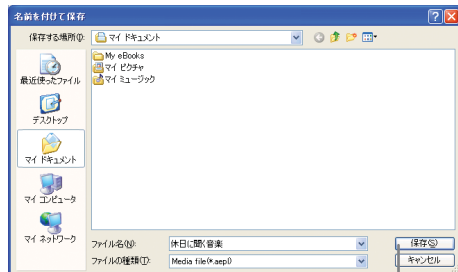 名前を付けて保存
保存する場所(I):
マイ ドキュメント
My eBooks
マイ ピクチャ
マイ ミュージック
最近使ったファイル
デスクトップ
マイ ドキュメント
マイ コンピュータ
マイ ネットワーク
ファイル名(N): 休日に聞く音楽 保存(S)
ファイルの種類(T): Media file(*.aepl) キャンセル